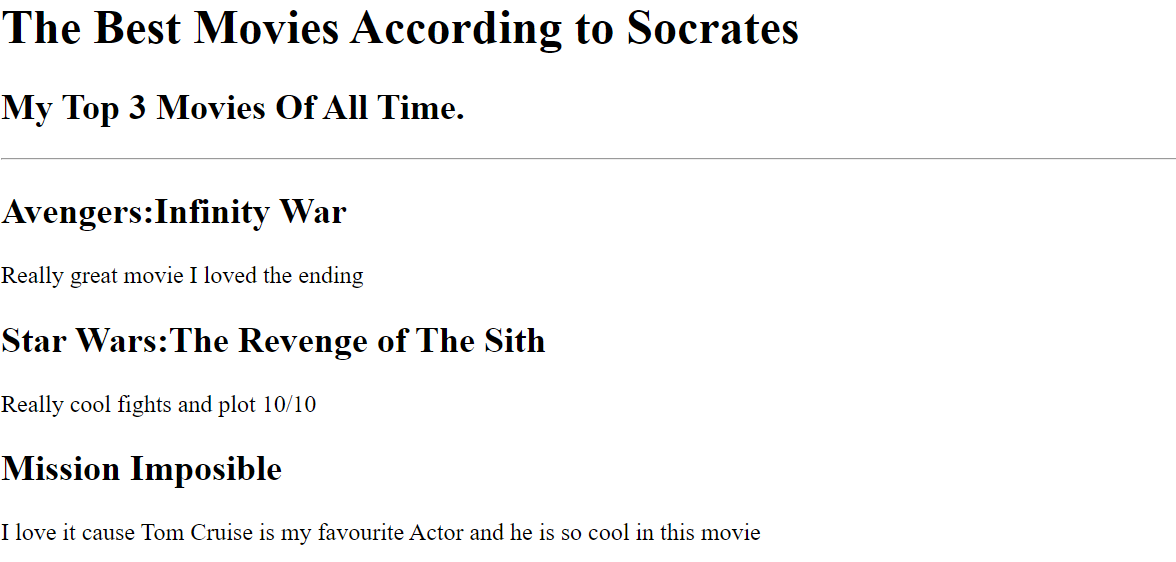 The Best Movies According to Socrates
My Top 3 Movies Of All Time.
Avengers:Infinity War
Really great movie I loved the ending
Star Wars:The Revenge of The Sith
Really cool fights and plot 10/10
Mission Imposible
I love it cause Tom Cruise is my favourite Actor and he is so cool in this movie